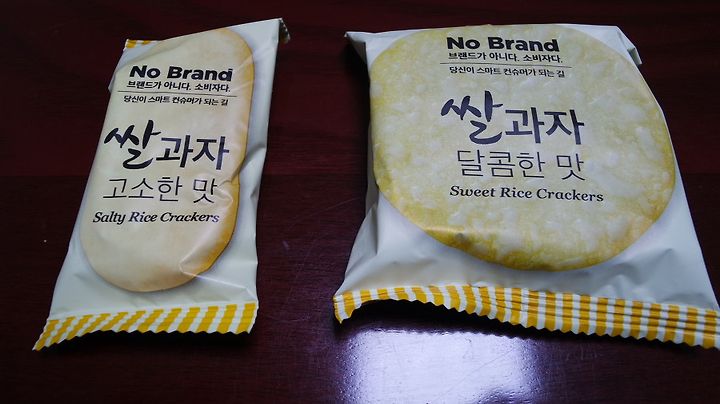 No Brand
브랜드가 아니다. 소비자다.
당신이 스마트 컨슈머가 되는 길
쌀과자
고소한 맛
Salty Rice Crackers
No Brand
브랜드가 아니다. 소비자다.
당신이 스마트 컨슈머가 되는 길
쌀과자
달콤한 맛
Sweet Rice Crackers